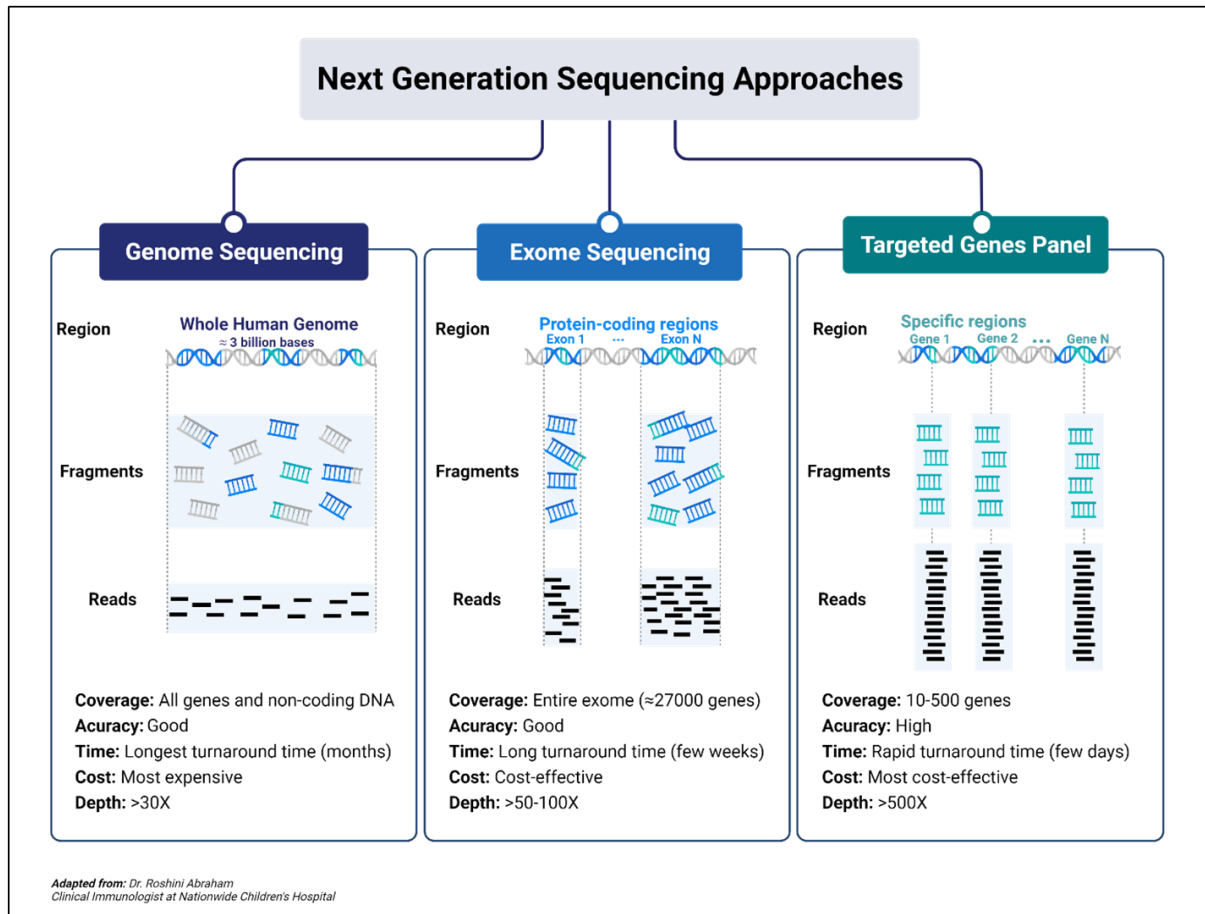 Next Generation Sequencing Approaches
Genome Sequencing
Region
Whole Human Genome
≈ 3 billion bases
Fragments
Reads
Coverage: All genes and non-coding DNA
Acuracy: Good
Time: Longest turnaround time (months)
Cost: Most expensive
Depth: >30X
Exome Sequencing
Region
Protein-coding regions
Exon 1 ... Exon N
Fragments
Reads
Coverage: Entire exome (≈27000 genes)
Acuracy: Good
Time: Long turnaround time (few weeks)
Cost: Cost-effective
Depth: >50-100X
Targeted Genes Panel
Region
Specific regions
Gene 1 Gene 2 ... Gene N
Fragments
Reads
Coverage: 10-500 genes
Acuracy: High
Time: Rapid turnaround time (few days)
Cost: Most cost-effective
Depth: >500X
Adapted from: Dr. Roshini Abraham
Clinical Immunologist at Nationwide Children's Hospital